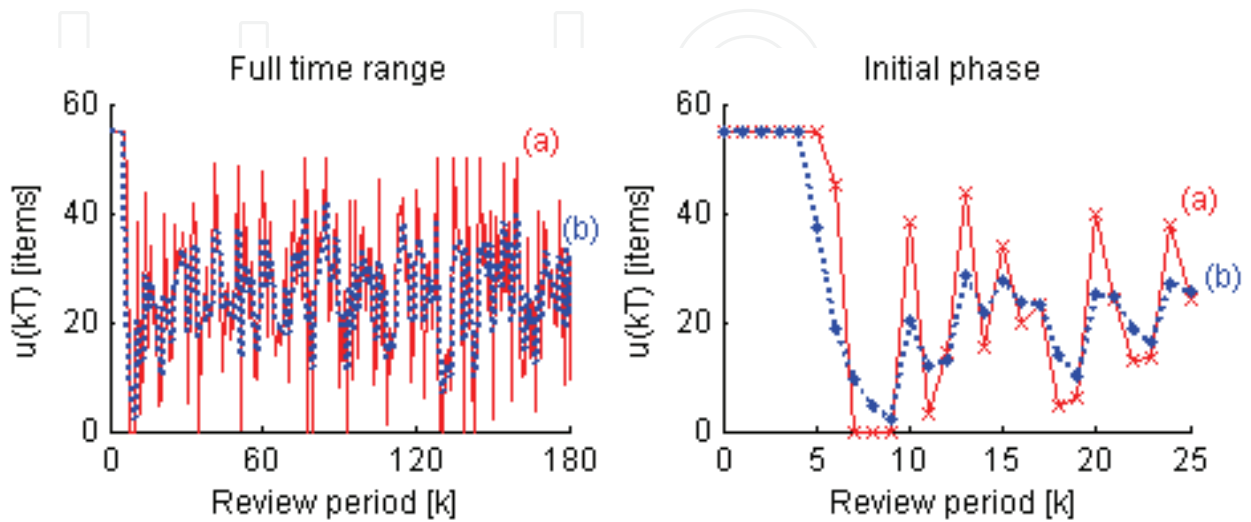 Full time range
60
40
20
0
u(kT) [items]
(a)
(b)
0 60 120 180
Review period [k]
Initial phase
60
40
20
0
u(kT) [items]
(a)
(b)
0 5 10 15 20 25
Review period [k]